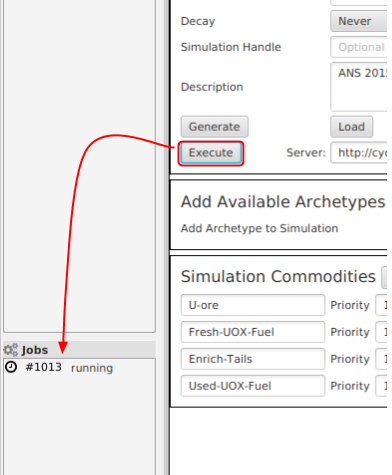 Decay Never
Simulation Handle Optional
Description ANS 2015
Generate Load
Execute Server: http://cyc
Add Available Archetypes
Add Archetype to Simulation
Simulation Commodities
U-ore Priority 1
Fresh-UOX-Fuel Priority 1
Enrich-Tails Priority 1
Used-UOX-Fuel Priority 1
Jobs
#1013 running